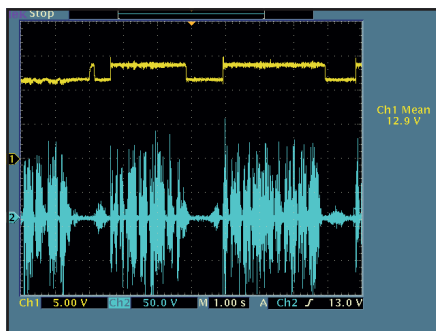 Stop
Ch1 Mean
12.9 V
1
2
Ch1 5.00 V Ch2 50.0 V M 1.00 s A Ch2 13.0 V